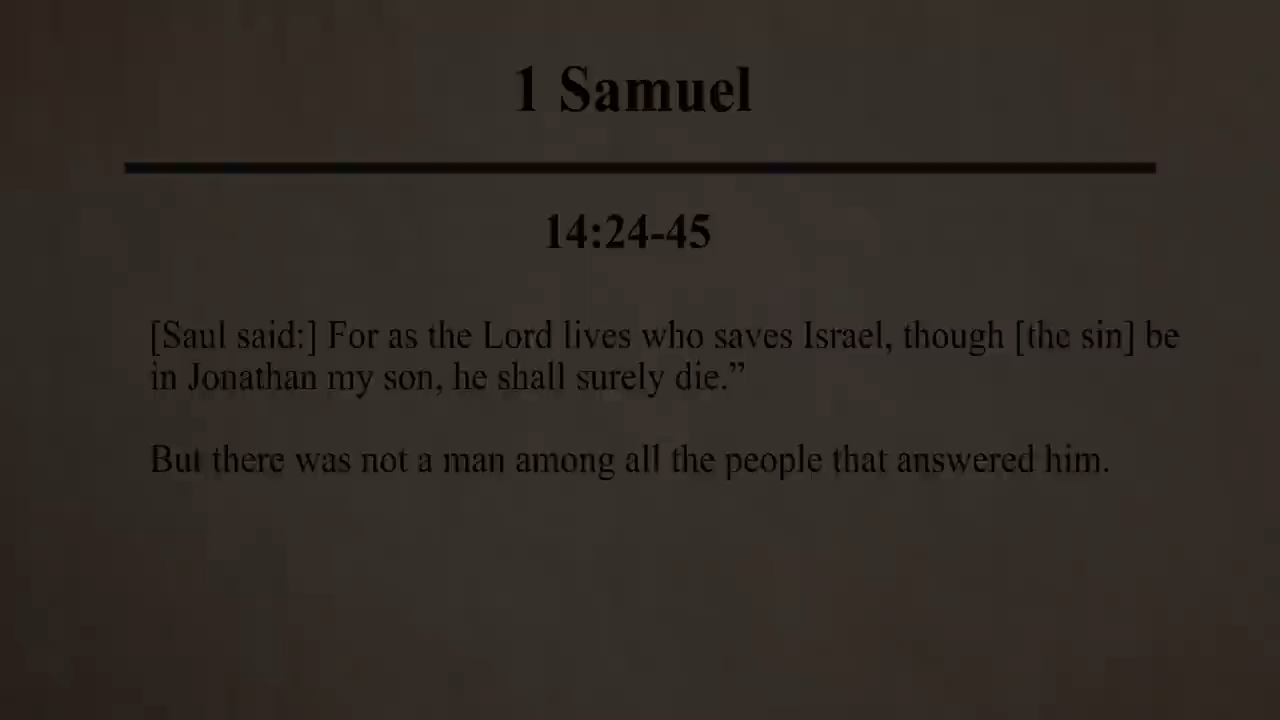 1 Samuel
14:24-45
[Saul said:] For as the Lord lives who saves Israel, though [the sin] be
in Jonathan my son, he shall surely die.”
But there was not a man among all the people that answered him.